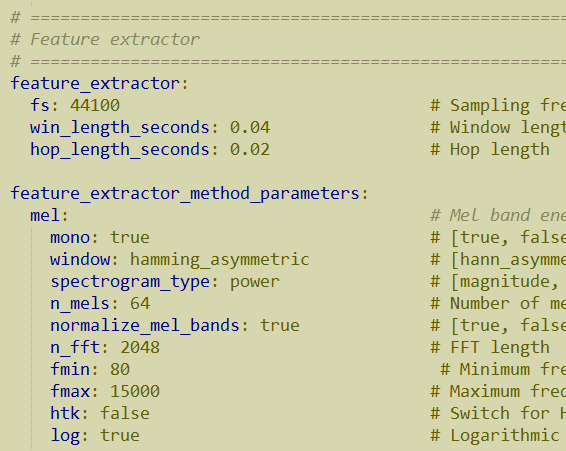 # ======================================================
# Feature extractor
# ======================================================
feature_extractor:
  fs: 44100                               # Sampling fre
  win_length_seconds: 0.04                # Window lengt
  hop_length_seconds: 0.02                # Hop length

feature_extractor_method_parameters:
  mel:                                    # Mel band ene
    mono: true                            # [true, false
    window: hamming_asymmetric            # [hann_asymme
    spectrogram_type: power               # [magnitude,
    n_mels: 64                            # Number of me
    normalize_mel_bands: true             # [true, false
    n_fft: 2048                           # FFT length
    fmin: 80                               # Minimum fre
    fmax: 15000                           # Maximum freq
    htk: false                            # Switch for H
    log: true                             # Logarithmic